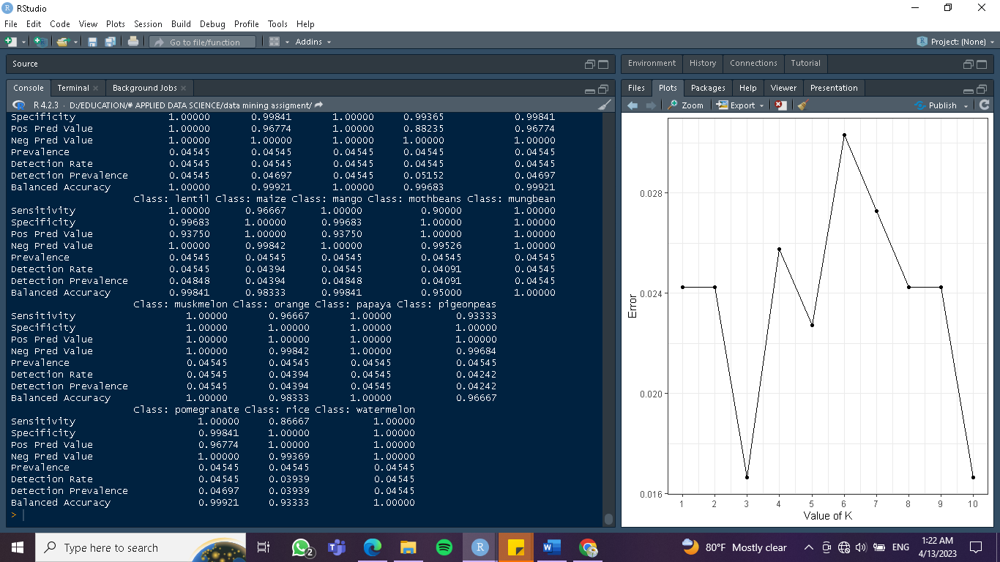 RStudio
File Edit Code View Plots Session Build Debug Profile Tools Help
Go to file/function Addins Project: (None)
Source
Console Terminal Background Jobs
R 4.2.3 · D:/EDUCATION/# APPLIED DATA SCIENCE/data mining assigment/
Specificity 1.00000 0.99841 1.00000 0.99365 0.99841
Pos Pred Value 1.00000 0.96774 1.00000 0.88235 0.96774
Neg Pred Value 1.00000 1.00000 1.00000 1.00000 1.00000
Prevalence 0.04545 0.04545 0.04545 0.04545 0.04545
Detection Rate 0.04545 0.04545 0.04545 0.04545 0.04545
Detection Prevalence 0.04545 0.04697 0.04545 0.05152 0.04697
Balanced Accuracy 1.00000 0.99921 1.00000 0.99683 0.99921
Class: lentil Class: maize Class: mango Class: mothbeans Class: mungbean
Sensitivity 1.00000 0.96667 1.00000 0.90000 1.00000
Specificity 0.99683 1.00000 0.99683 1.00000 1.00000
Pos Pred Value 0.93750 1.00000 0.93750 1.00000 1.00000
Neg Pred Value 1.00000 0.99842 1.00000 0.99526 1.00000
Prevalence 0.04545 0.04545 0.04545 0.04545 0.04545
Detection Rate 0.04545 0.04394 0.04545 0.04091 0.04545
Detection Prevalence 0.04848 0.04394 0.04848 0.04091 0.04545
Balanced Accuracy 0.99841 0.98333 0.99841 0.95000 1.00000
Class: muskmelon Class: orange Class: papaya Class: pigeonpeas
Sensitivity 1.00000 0.96667 1.00000 0.93333
Specificity 1.00000 1.00000 1.00000 1.00000
Pos Pred Value 1.00000 1.00000 1.00000 1.00000
Neg Pred Value 1.00000 0.99842 1.00000 0.99684
Prevalence 0.04545 0.04545 0.04545 0.04545
Detection Rate 0.04545 0.04394 0.04545 0.04242
Detection Prevalence 0.04545 0.04394 0.04545 0.04242
Balanced Accuracy 1.00000 0.98333 1.00000 0.96667
Class: pomegranate Class: rice Class: watermelon
Sensitivity 1.00000 0.86667 1.00000
Specificity 0.99841 1.00000 1.00000
Pos Pred Value 0.96774 1.00000 1.00000
Neg Pred Value 1.00000 0.99369 1.00000
Prevalence 0.04545 0.04545 0.04545
Detection Rate 0.04545 0.03939 0.04545
Detection Prevalence 0.04697 0.03939 0.04545
Balanced Accuracy 0.99921 0.93333 1.00000
>
Environment History Connections Tutorial
Files Plots Packages Help Viewer Presentation
Zoom Export Publish
0.028
0.024
0.020
0.016
Error
1 2 3 4 5 6 7 8 9 10
Value of K
Type here to search 2 80°F Mostly clear ENG 1:22 AM
4/13/2023